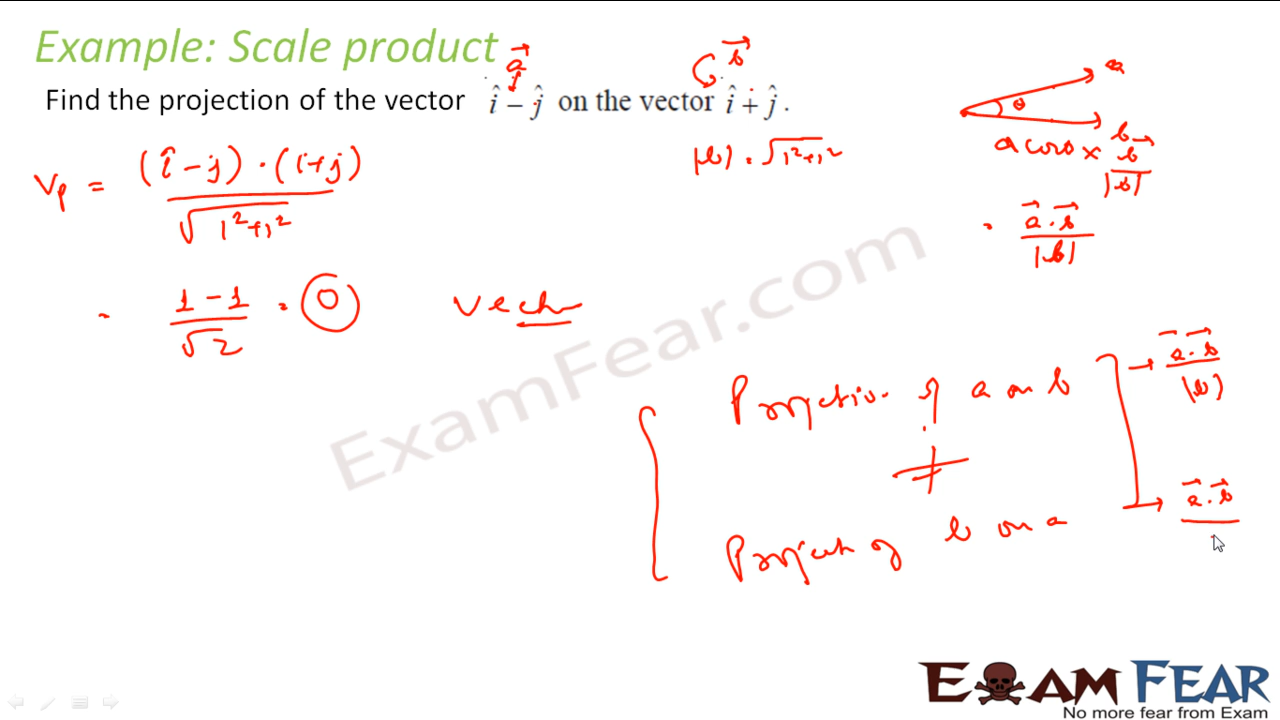 Example: Scale product
a⃗
b⃗
Find the projection of the vector î − ĵ on the vector î + ĵ.
Vp = (î − j) · (i + j) / √1² + 1²
|b| = √1² + 1²
a
θ
b
a cosθ × b⃗ / |b|
= a⃗ · b⃗ / |b|
= 1 − 1 / √2 = 0 Vector
Projection of a on b → a⃗ · b⃗ / |b|
≠
Project of b on a → a⃗ · b⃗
ExamFear.com
EXAM FEAR
No more fear from Exam